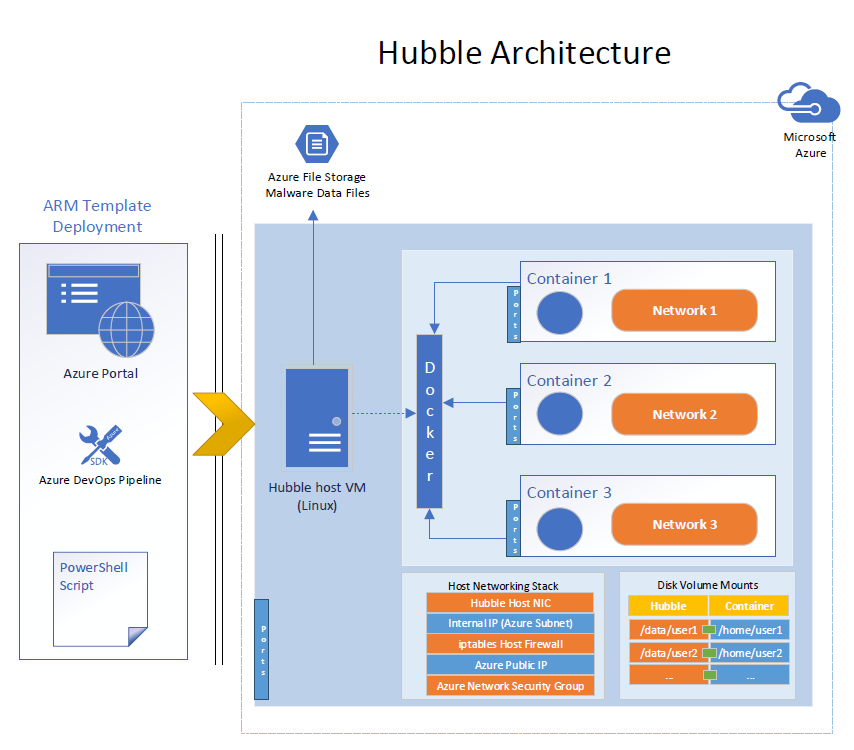 Hubble Architecture
Microsoft
Azure
Azure File Storage
Malware Data Files
ARM Template
Deployment
Azure Portal
SDK
Azure
Azure DevOps Pipeline
PowerShell
Script
Hubble host VM
(Linux)
Docker
Container 1
Ports
Network 1
Container 2
Ports
Network 2
Container 3
Ports
Network 3
Ports
Host Networking Stack
Hubble Host NIC
Internal IP (Azure Subnet)
iptables Host Firewall
Azure Public IP
Azure Network Security Group
Disk Volume Mounts
Hubble Container
/data/user1 /home/user1
/data/user2 /home/user2
... ...